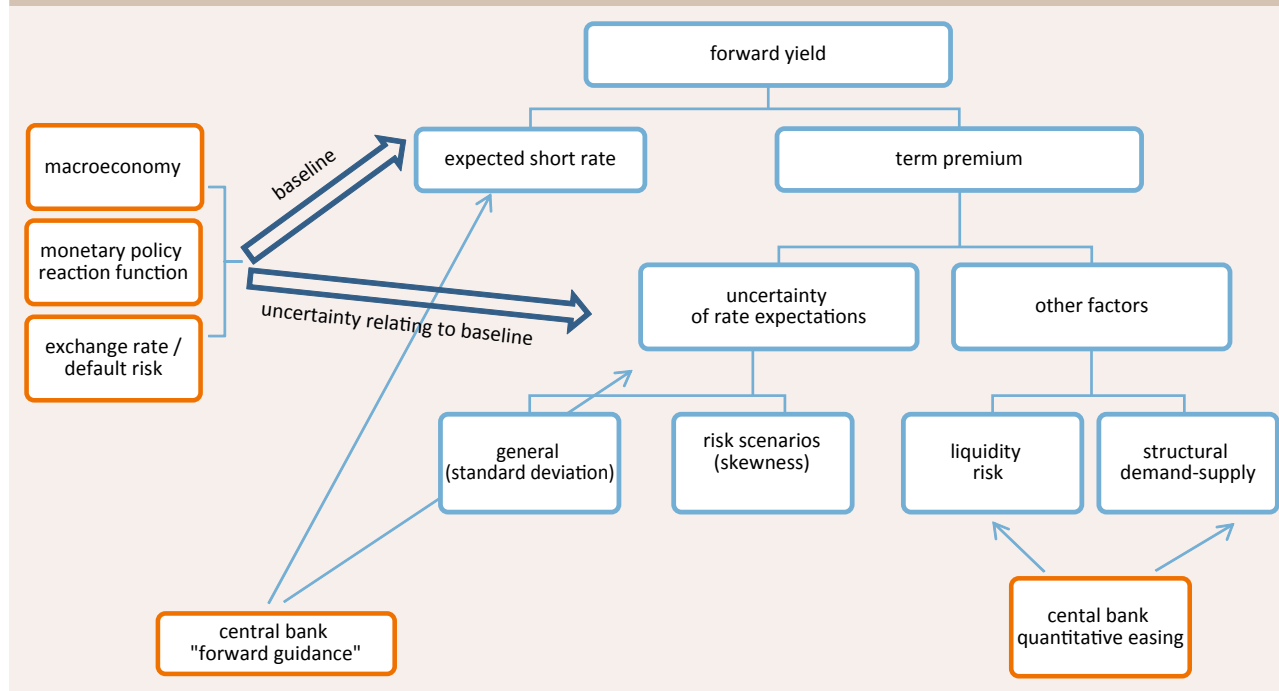 forward yield
macroeconomy
baseline
expected short rate
term premium
monetary policy
reaction function
uncertainty relating to baseline
uncertainty
of rate expectations
other factors
exchange rate /
default risk
general
(standard deviation)
risk scenarios
(skewness)
liquidity
risk
structural
demand-supply
central bank
"forward guidance"
cental bank
quantitative easing